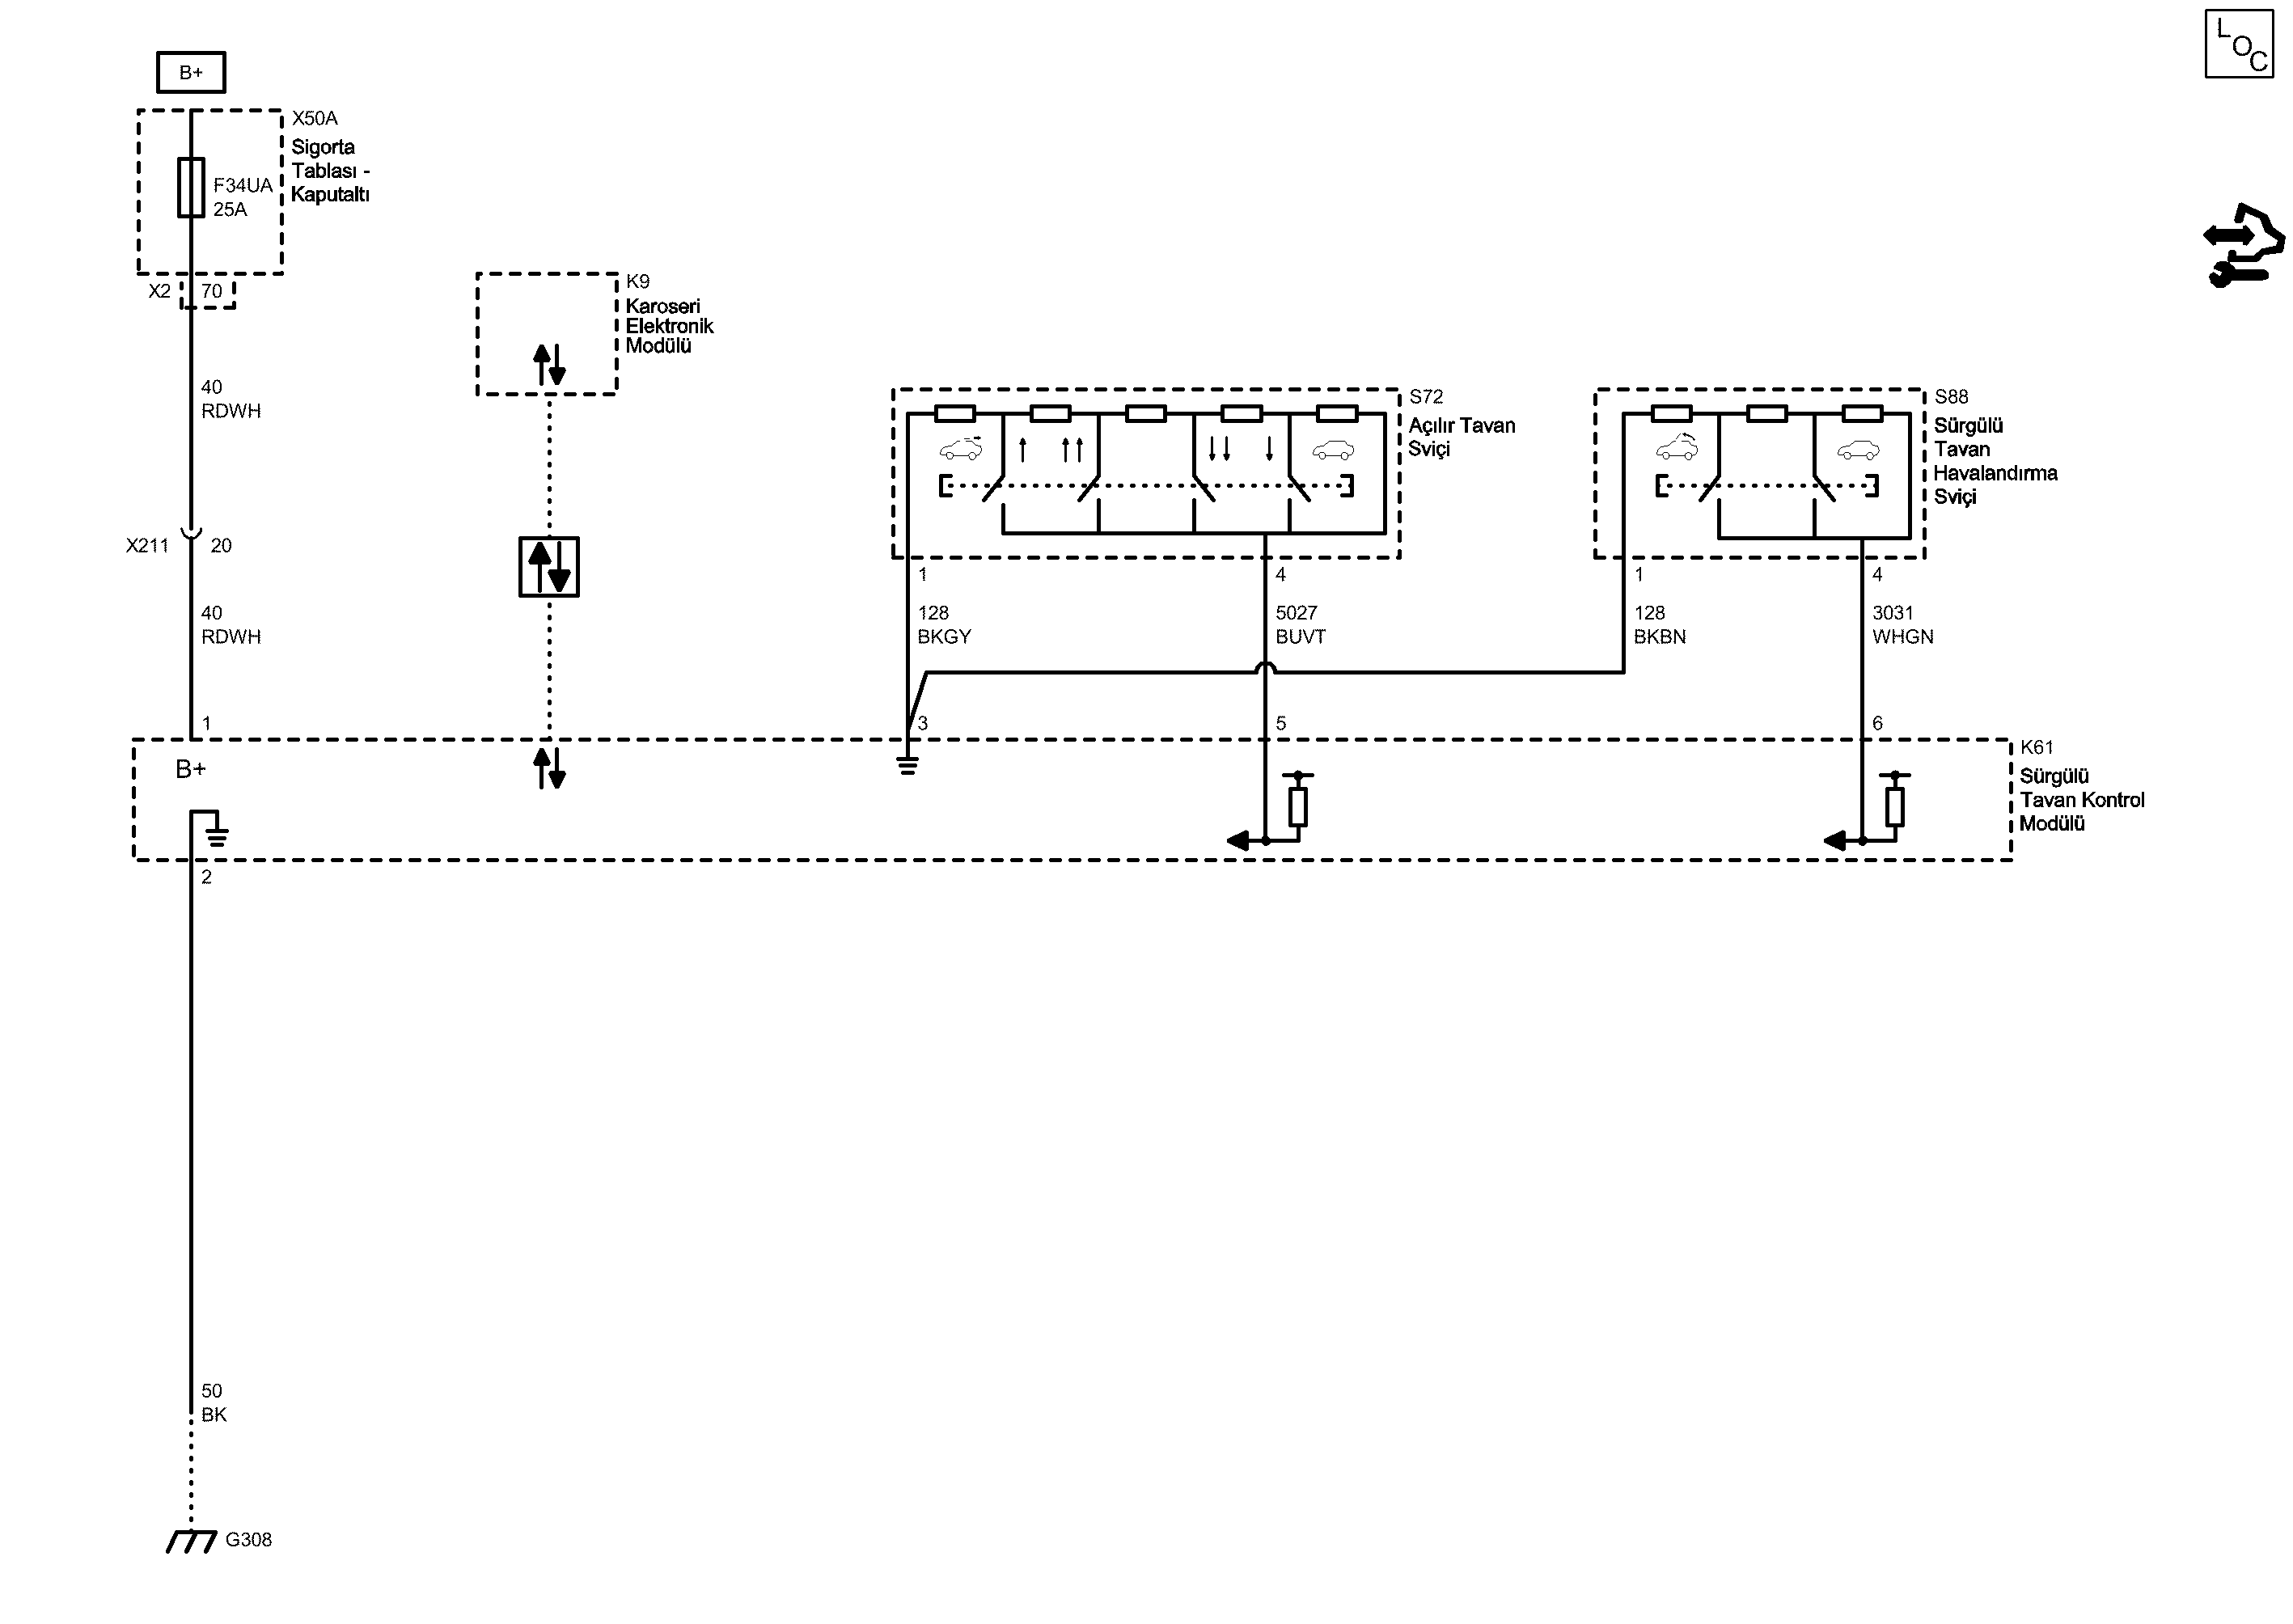 LOC
B+
X50A
Sigorta
Tablası -
Kaputaltı
F34UA
25A
X2 70
K9
Karoseri
Elektronik
Modülü
40
RDWH
S72
Açılır Tavan
Sviçi
S88
Sürgülü
Tavan
Havalandırma
Sviçi
X211 20
1 4 1 4
40
RDWH
128
BKGY
5027
BUVT
128
BKBN
3031
WHGN
1 3 5 6
K61
Sürgülü
Tavan Kontrol
Modülü
B+
2
50
BK
G308